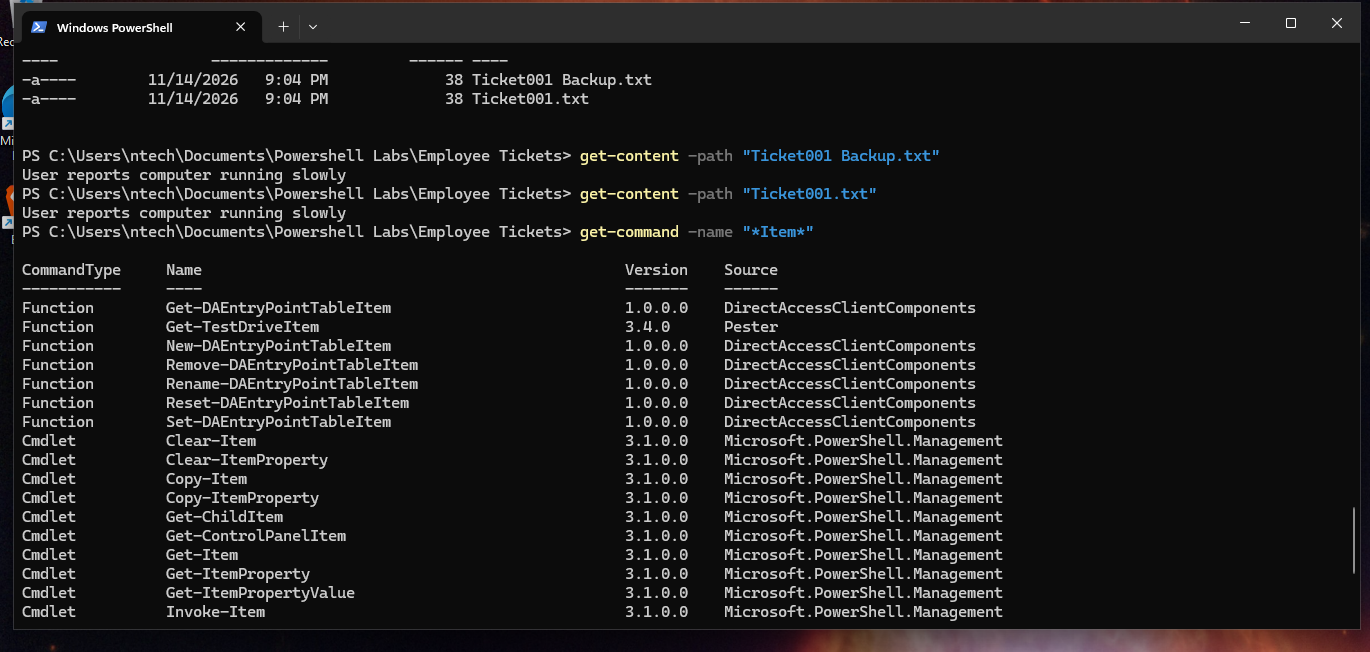 Windows PowerShell
---- ------------- ------ ----
-a---- 11/14/2026 9:04 PM 38 Ticket001 Backup.txt
-a---- 11/14/2026 9:04 PM 38 Ticket001.txt
PS C:\Users\ntech\Documents\Powershell Labs\Employee Tickets> get-content -path "Ticket001 Backup.txt"
User reports computer running slowly
PS C:\Users\ntech\Documents\Powershell Labs\Employee Tickets> get-content -path "Ticket001.txt"
User reports computer running slowly
PS C:\Users\ntech\Documents\Powershell Labs\Employee Tickets> get-command -name "*Item*"
CommandType Name Version Source
----------- ---- ------- ------
Function Get-DAEntryPointTableItem 1.0.0.0 DirectAccessClientComponents
Function Get-TestDriveItem 3.4.0 Pester
Function New-DAEntryPointTableItem 1.0.0.0 DirectAccessClientComponents
Function Remove-DAEntryPointTableItem 1.0.0.0 DirectAccessClientComponents
Function Rename-DAEntryPointTableItem 1.0.0.0 DirectAccessClientComponents
Function Reset-DAEntryPointTableItem 1.0.0.0 DirectAccessClientComponents
Function Set-DAEntryPointTableItem 1.0.0.0 DirectAccessClientComponents
Cmdlet Clear-Item 3.1.0.0 Microsoft.PowerShell.Management
Cmdlet Clear-ItemProperty 3.1.0.0 Microsoft.PowerShell.Management
Cmdlet Copy-Item 3.1.0.0 Microsoft.PowerShell.Management
Cmdlet Copy-ItemProperty 3.1.0.0 Microsoft.PowerShell.Management
Cmdlet Get-ChildItem 3.1.0.0 Microsoft.PowerShell.Management
Cmdlet Get-ControlPanelItem 3.1.0.0 Microsoft.PowerShell.Management
Cmdlet Get-Item 3.1.0.0 Microsoft.PowerShell.Management
Cmdlet Get-ItemProperty 3.1.0.0 Microsoft.PowerShell.Management
Cmdlet Get-ItemPropertyValue 3.1.0.0 Microsoft.PowerShell.Management
Cmdlet Invoke-Item 3.1.0.0 Microsoft.PowerShell.Management